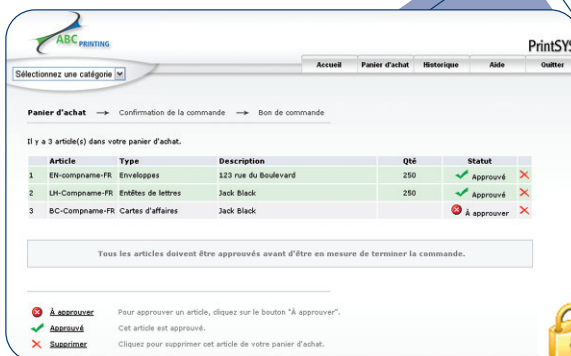 ABC PRINTING
PrintSYS
Accueil Panier d'achat Historique Aide Quitter
Sélectionnez une catégorie
Panier d'achat → Confirmation de la commande → Bon de commande
Il y a 3 article(s) dans votre panier d'achat.
Article Type Description Qté Statut
1 EN-compname-FR Enveloppes 123 rue du Boulevard 250 Approuvé
2 LH-Compname-FR Entêtes de lettres Jack Black 250 Approuvé
3 BC-Compname-FR Cartes d'affaires Jack Black À approuver
Tous les articles doivent être approuvés avant d'être en mesure de terminer la commande.
À approuver Pour approuver un article, cliquez sur le bouton "À approuver".
Approuvé Cet article est approuvé.
Supprimer Cliquez pour supprimer cet article de votre panier d'achat.